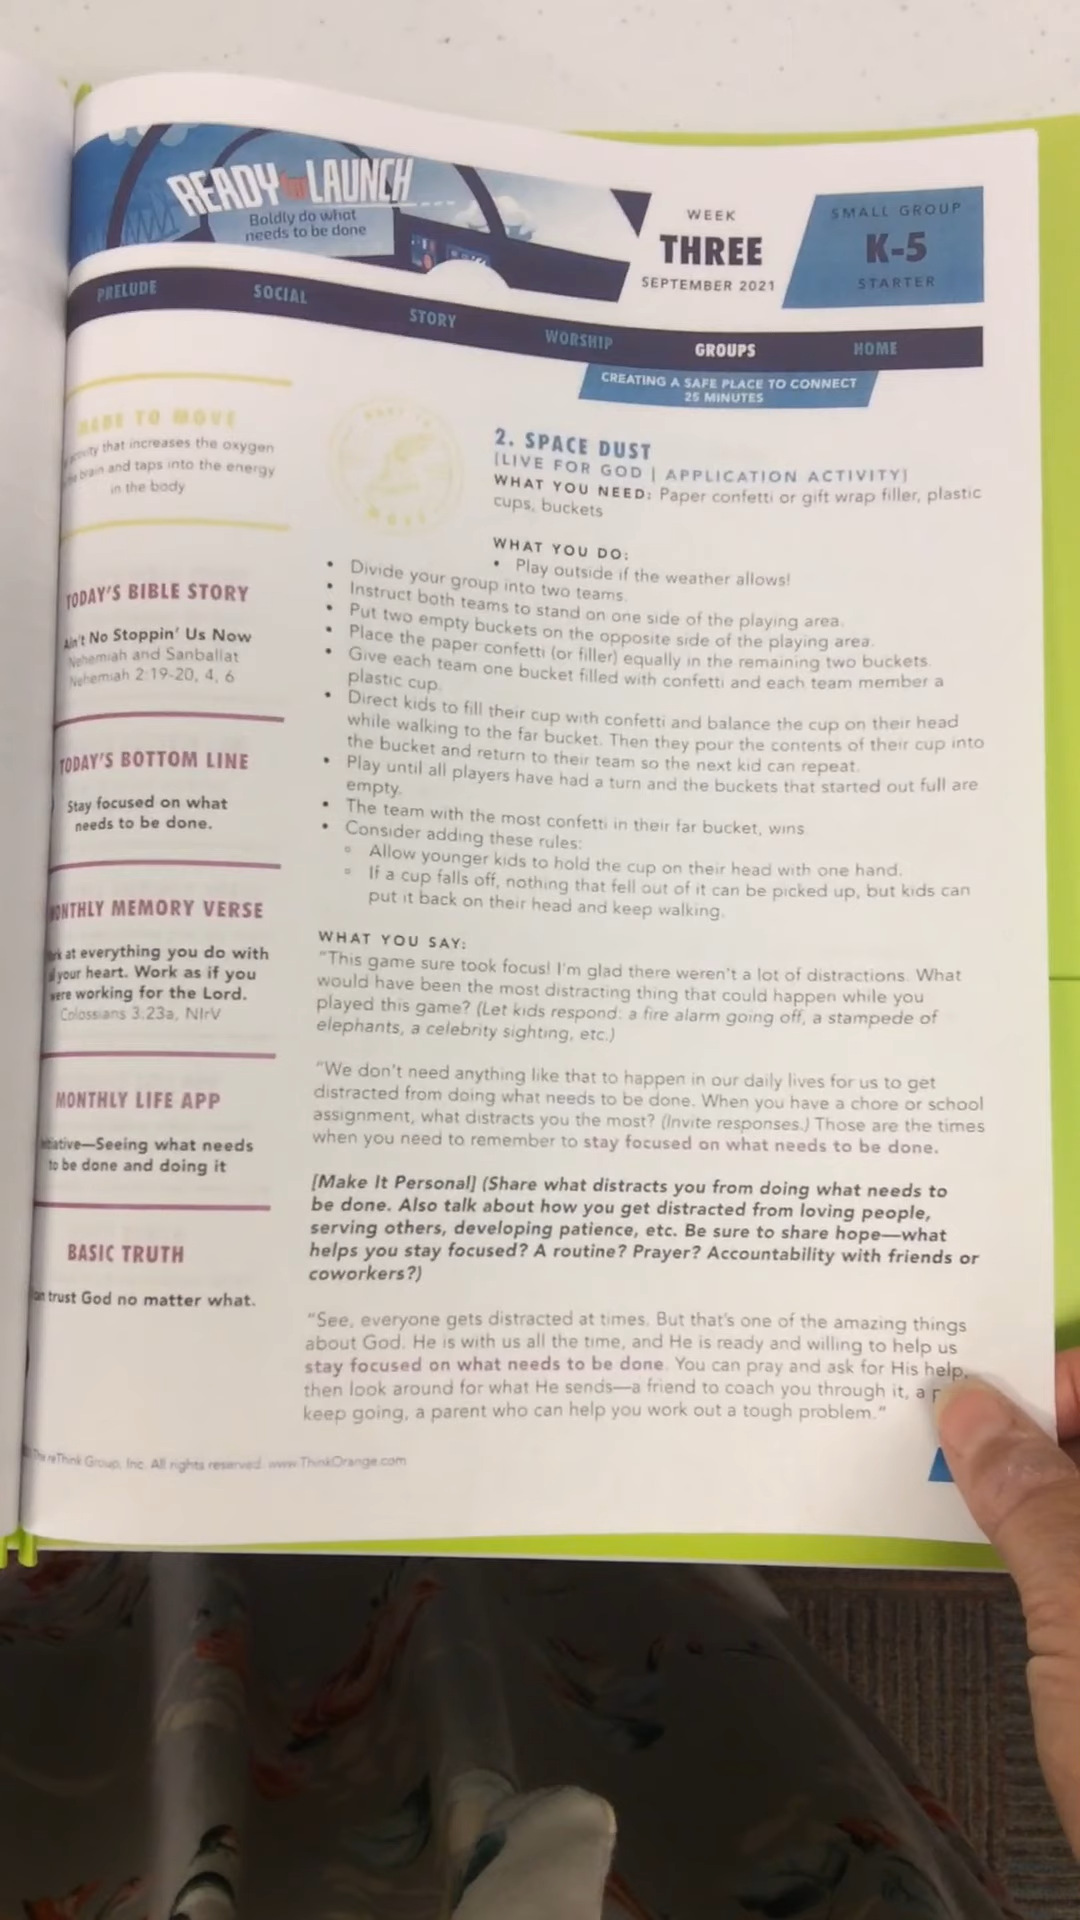 READY for LAUNCH
Boldly do what
needs to be done
WEEK
THREE
SEPTEMBER 2021
SMALL GROUP
K-5
STARTER
PRELUDE
SOCIAL
STORY
WORSHIP
GROUPS
HOME
CREATING A SAFE PLACE TO CONNECT
25 MINUTES
MADE TO MOVE
that increases the oxygen
brain and taps into the energy
in the body
TODAY'S BIBLE STORY
Ain't No Stoppin' Us Now
Nehemiah and Sanballat
Nehemiah 2:19-20, 4, 6
TODAY'S BOTTOM LINE
Stay focused on what
needs to be done.
MONTHLY MEMORY VERSE
at everything you do with
your heart. Work as if you
were working for the Lord.
Colossians 3:23a, NIrV
MONTHLY LIFE APP
Initiative—Seeing what needs
to be done and doing it
BASIC TRUTH
trust God no matter what.
2. SPACE DUST
[LIVE FOR GOD | APPLICATION ACTIVITY]
WHAT YOU NEED: Paper confetti or gift wrap filler, plastic
cups, buckets
WHAT YOU DO:
• Play outside if the weather allows!
• Divide your group into two teams.
• Instruct both teams to stand on one side of the playing area.
• Put two empty buckets on the opposite side of the playing area.
• Place the paper confetti (or filler) equally in the remaining two buckets.
• Give each team one bucket filled with confetti and each team member a
plastic cup.
• Direct kids to fill their cup with confetti and balance the cup on their head
while walking to the far bucket. Then they pour the contents of their cup into
the bucket and return to their team so the next kid can repeat.
• Play until all players have had a turn and the buckets that started out full are
empty.
• The team with the most confetti in their far bucket, wins.
• Consider adding these rules:
° Allow younger kids to hold the cup on their head with one hand.
° If a cup falls off, nothing that fell out of it can be picked up, but kids can
put it back on their head and keep walking.
WHAT YOU SAY:
"This game sure took focus! I'm glad there weren't a lot of distractions. What
would have been the most distracting thing that could happen while you
played this game? (Let kids respond: a fire alarm going off, a stampede of
elephants, a celebrity sighting, etc.)
"We don't need anything like that to happen in our daily lives for us to get
distracted from doing what needs to be done. When you have a chore or school
assignment, what distracts you the most? (Invite responses.) Those are the times
when you need to remember to stay focused on what needs to be done.
[Make It Personal] (Share what distracts you from doing what needs to
be done. Also talk about how you get distracted from loving people,
serving others, developing patience, etc. Be sure to share hope—what
helps you stay focused? A routine? Prayer? Accountability with friends or
coworkers?)
"See, everyone gets distracted at times. But that's one of the amazing things
about God. He is with us all the time, and He is ready and willing to help us
stay focused on what needs to be done. You can pray and ask for His help,
then look around for what He sends—a friend to coach you through it, a
keep going, a parent who can help you work out a tough problem."
reThink Group, Inc. All rights reserved. www.ThinkOrange.com